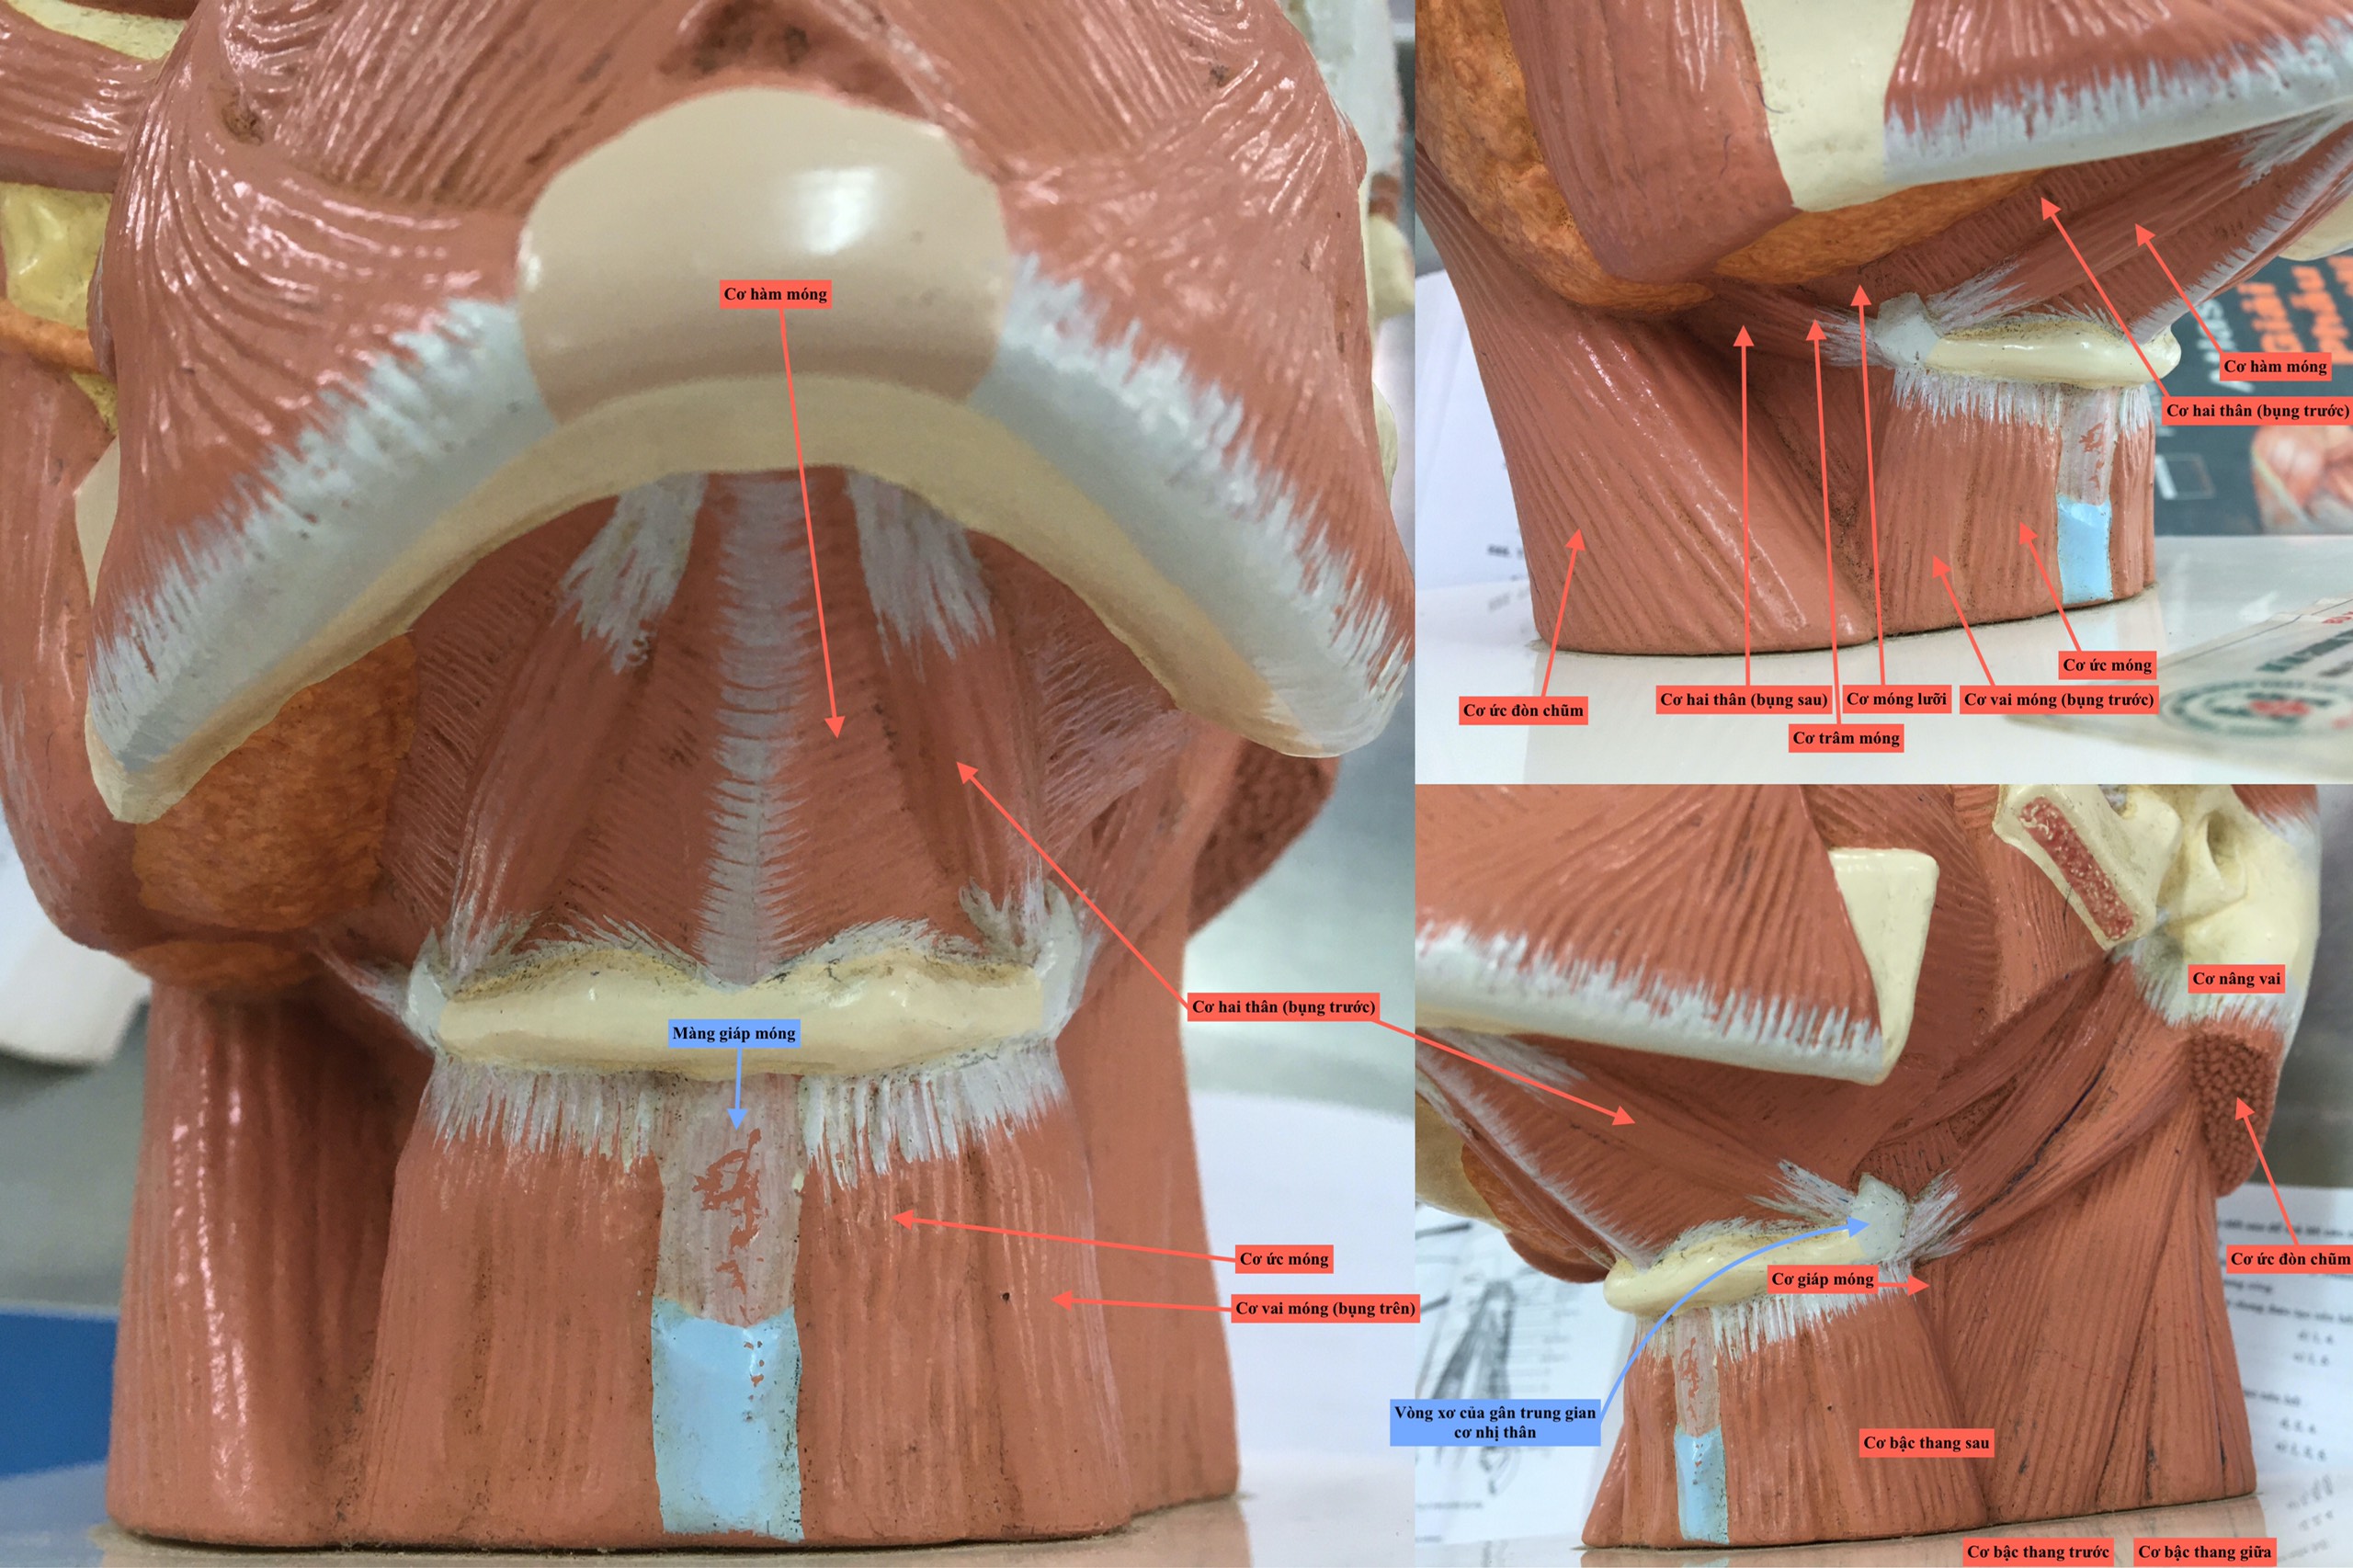 Cơ hàm móng
Màng giáp móng
Cơ hai thân (bụng trước)
Cơ ức móng
Cơ vai móng (bụng trên)
Giải
Phẫu
Cơ hàm móng
Cơ hai thân (bụng trước)
Cơ ức móng
Cơ ức đòn chũm
Cơ hai thân (bụng sau)
Cơ móng lưỡi
Cơ vai móng (bụng trước)
Cơ trâm móng
Cơ nâng vai
Cơ ức đòn chũm
Cơ giáp móng
Vòng xơ của gân trung gian
cơ nhị thân
Cơ bậc thang sau
Cơ bậc thang trước
Cơ bậc thang giữa